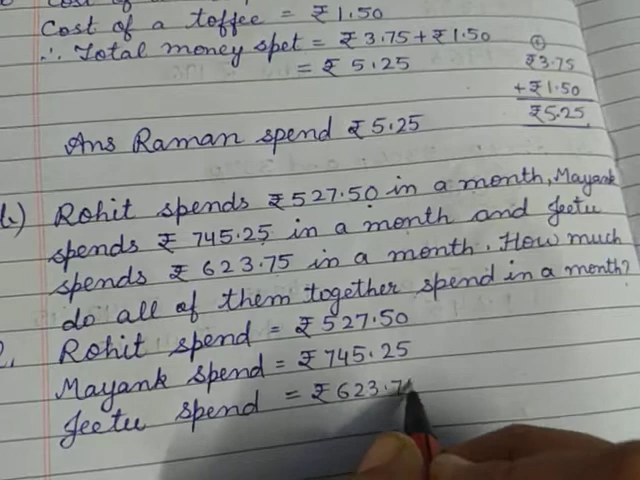 Cost of a toffee = ₹1.50
∴ Total money spet = ₹3.75+₹1.50
= ₹ 5.25
₹3.75
+₹1.50
₹5.25
Ans Raman spend ₹5.25
Rohit spends ₹527.50 in a month, Mayank
spends ₹ 745.25 in a month and Jeetu
spends ₹ 623.75 in a month. How much
do all of them together spend in a month?
Rohit spend = ₹527.50
Mayank spend = ₹745.25
Jeetu spend = ₹623.7